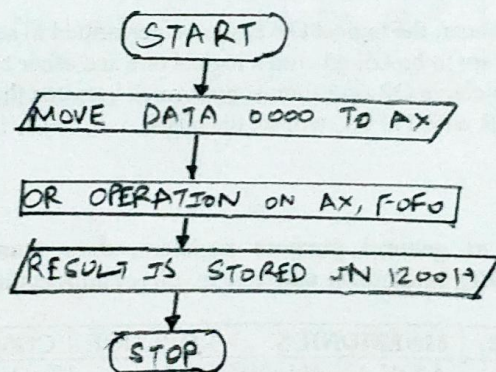 START
MOVE DATA 0000 TO AX
OR OPERATION ON AX, F0F0
RESULT IS STORED IN 1200H
STOP